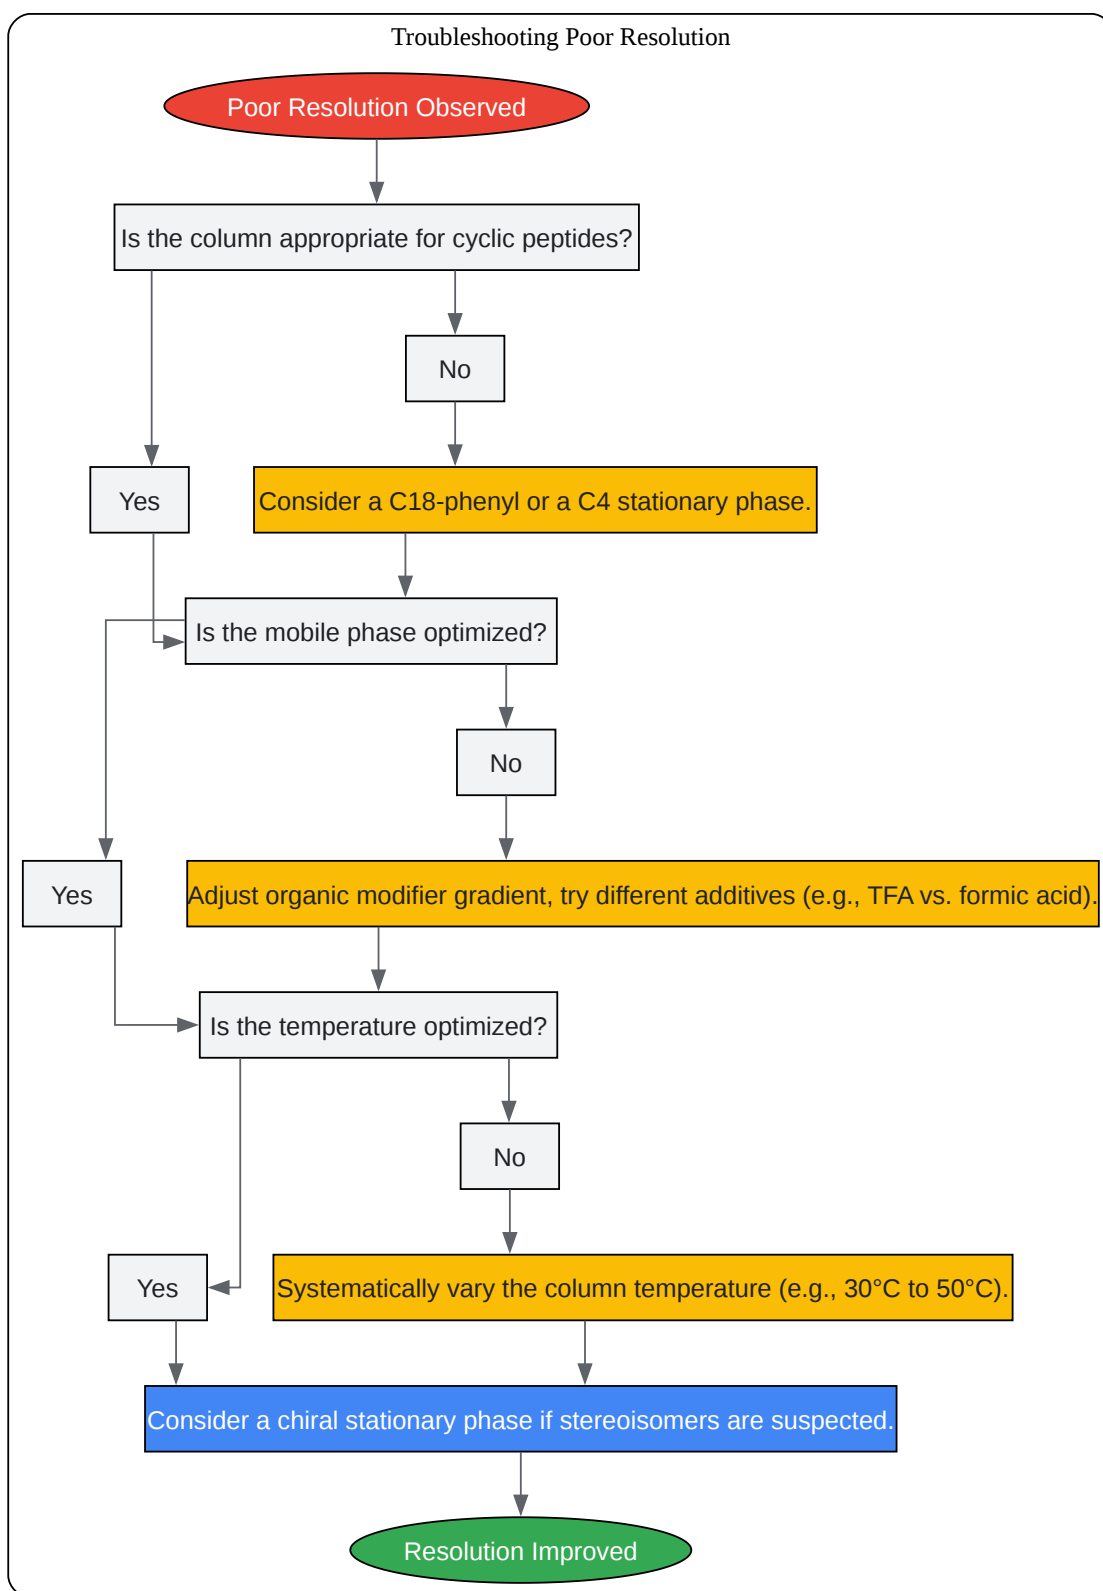 Troubleshooting Poor Resolution
Poor Resolution Observed
Is the column appropriate for cyclic peptides?
No
Yes
Consider a C18-phenyl or a C4 stationary phase.
Is the mobile phase optimized?
No
Yes
Adjust organic modifier gradient, try different additives (e.g., TFA vs. formic acid).
Is the temperature optimized?
No
Yes
Systematically vary the column temperature (e.g., 30°C to 50°C).
Consider a chiral stationary phase if stereoisomers are suspected.
Resolution Improved